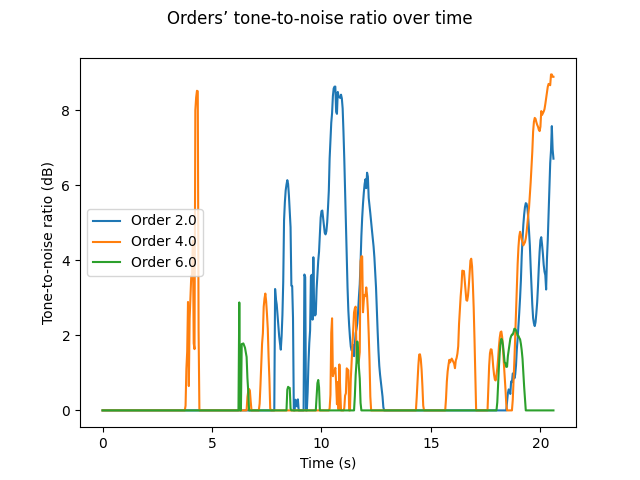 Orders’ tone-to-noise ratio over time
Tone-to-noise ratio (dB)
8
6
4
2
0
Order 2.0
Order 4.0
Order 6.0
0 5 10 15 20
Time (s)